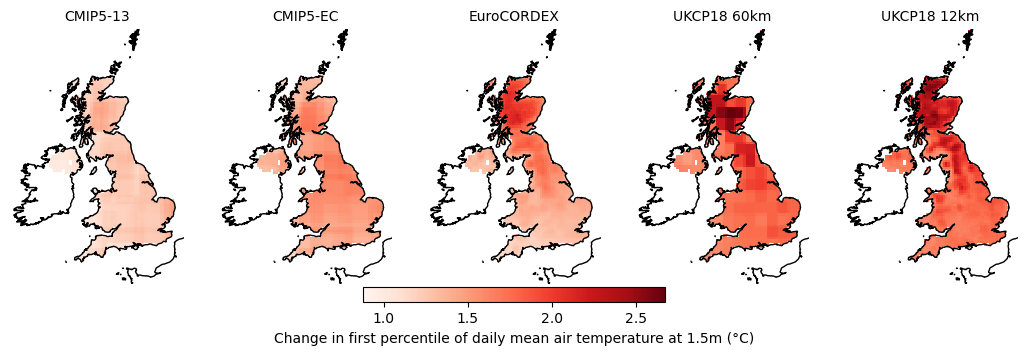 CMIP5-13 CMIP5-EC EuroCORDEX UKCP18 60km UKCP18 12km
1.0 1.5 2.0 2.5
Change in first percentile of daily mean air temperature at 1.5m (°C)